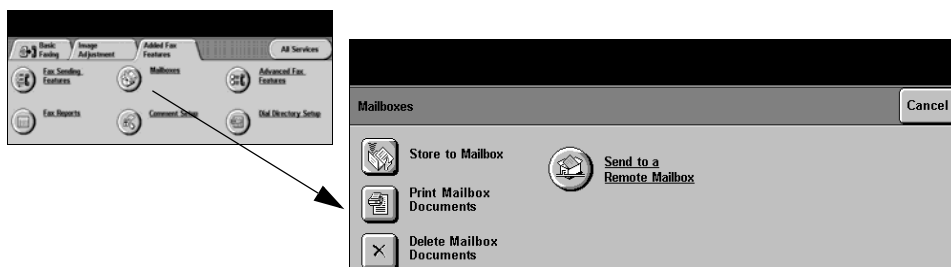 Basic Faxing
Image Adjustment
Added Fax Features
All Services
Fax Sending
Features
Mailboxes
Advanced Fax
Features
Fax Reports
Comment Setup
Dial Directory Setup
Mailboxes
Cancel
Store to Mailbox
Send to a
Remote Mailbox
Print Mailbox
Documents
Delete Mailbox
Documents